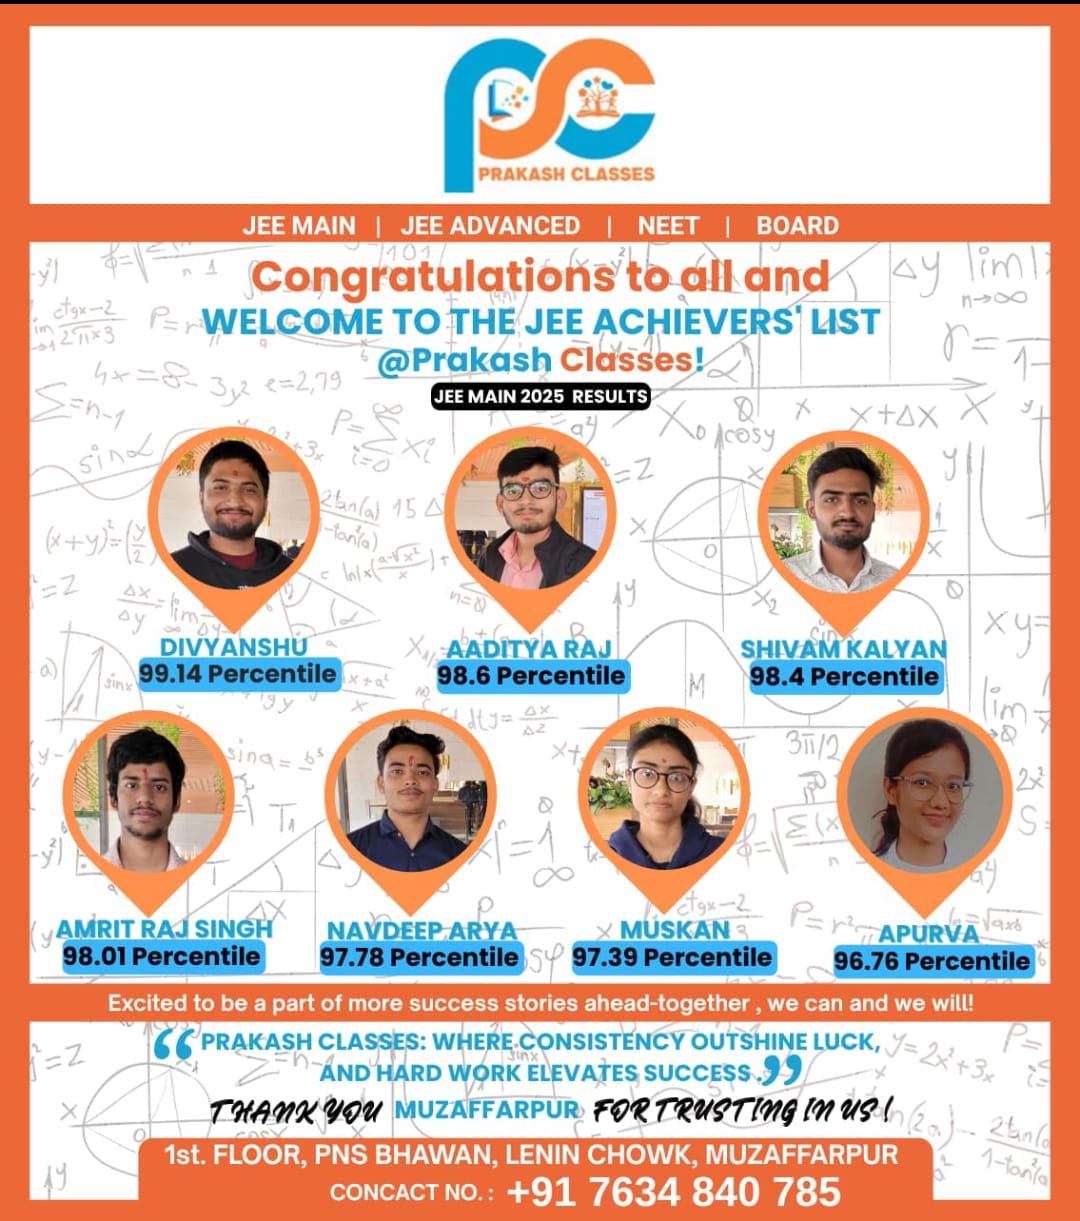 PRAKASH CLASSES
JEE MAIN | JEE ADVANCED | NEET | BOARD
Congratulations to all and
WELCOME TO THE JEE ACHIEVERS' LIST
@Prakash Classes!
JEE MAIN 2025 RESULTS
DIVYANSHU
99.14 Percentile
AADITYA RAJ
98.6 Percentile
SHIVAM KALYAN
98.4 Percentile
AMRIT RAJ SINGH
98.01 Percentile
NAVDEEP ARYA
97.78 Percentile
MUSKAN
97.39 Percentile
APURVA
96.76 Percentile
Excited to be a part of more success stories ahead-together , we can and we will!
“PRAKASH CLASSES: WHERE CONSISTENCY OUTSHINE LUCK,
AND HARD WORK ELEVATES SUCCESS .”
THANK YOU MUZAFFARPUR FOR TRUSTING IN US !
1st. FLOOR, PNS BHAWAN, LENIN CHOWK, MUZAFFARPUR
CONCACT NO. : +91 7634 840 785